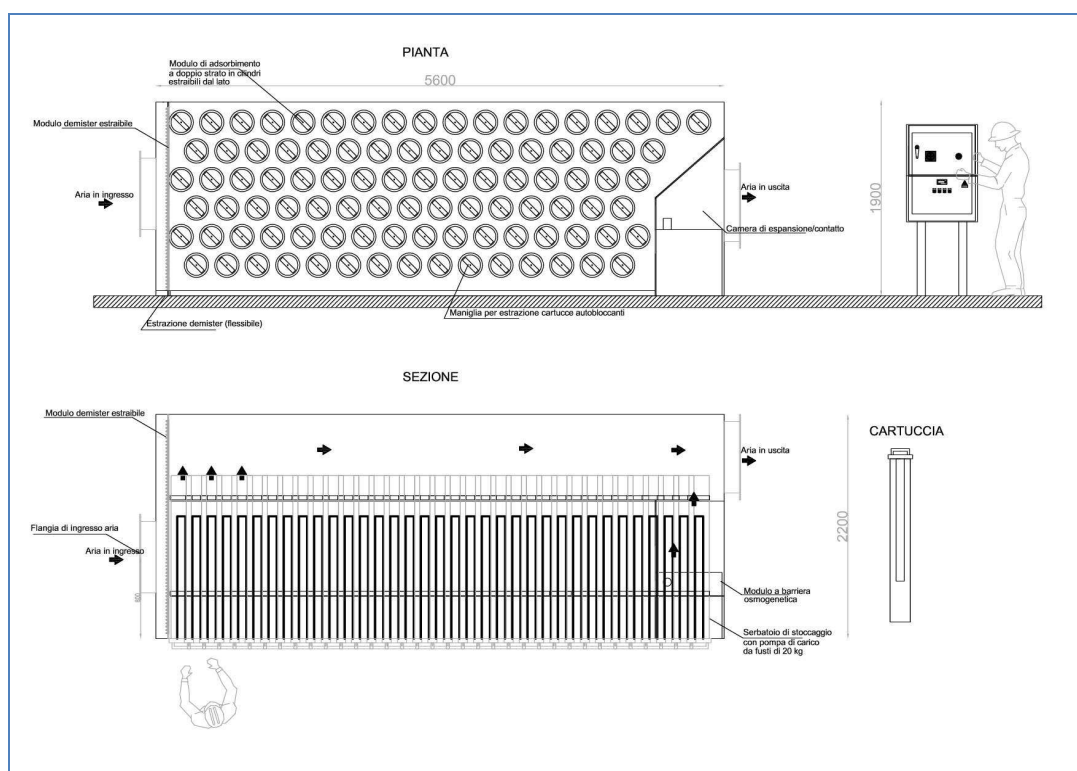 PIANTA
Modulo di adsorbimento
a doppio strato in cilindri
estraibili dal lato
5600
Modulo demister estraibile
Aria in ingresso
Aria in uscita
1900
Camera di espansione/contatto
Maniglia per estrazione cartucce autobloccanti
Estrazione demister (flessibile)
SEZIONE
Modulo demister estraibile
CARTUCCIA
Aria in uscita
Flangia di ingresso aria
Aria in ingresso
2200
Modulo a barriera
osmogenetica
600
Serbatoio di stoccaggio
con pompa di carico
da fusti di 20 kg